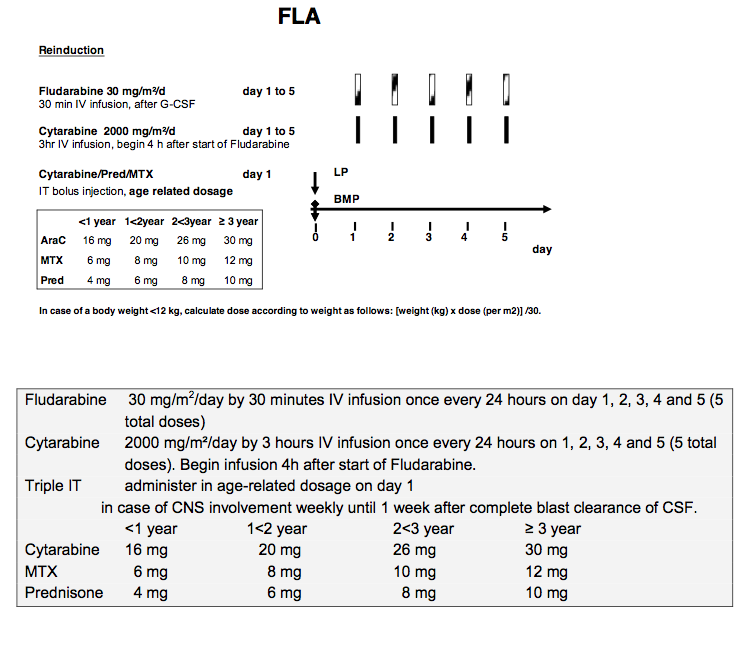 FLA
Reinduction
Fludarabine 30 mg/m²/d day 1 to 5
30 min IV infusion, after G-CSF
Cytarabine 2000 mg/m²/d day 1 to 5
3hr IV infusion, begin 4 h after start of Fludarabine
Cytarabine/Pred/MTX day 1
IT bolus injection, age related dosage
LP
BMP
<1 year 1<2year 2<3year ≥ 3 year
AraC 16 mg 20 mg 26 mg 30 mg
MTX 6 mg 8 mg 10 mg 12 mg
Pred 4 mg 6 mg 8 mg 10 mg
0 1 2 3 4 5
day
In case of a body weight <12 kg, calculate dose according to weight as follows: [weight (kg) x dose (per m2)] /30.
Fludarabine 30 mg/m²/day by 30 minutes IV infusion once every 24 hours on day 1, 2, 3, 4 and 5 (5
total doses)
Cytarabine 2000 mg/m²/day by 3 hours IV infusion once every 24 hours on 1, 2, 3, 4 and 5 (5 total
doses). Begin infusion 4h after start of Fludarabine.
Triple IT administer in age-related dosage on day 1
in case of CNS involvement weekly until 1 week after complete blast clearance of CSF.
<1 year 1<2 year 2<3 year ≥ 3 year
Cytarabine 16 mg 20 mg 26 mg 30 mg
MTX 6 mg 8 mg 10 mg 12 mg
Prednisone 4 mg 6 mg 8 mg 10 mg